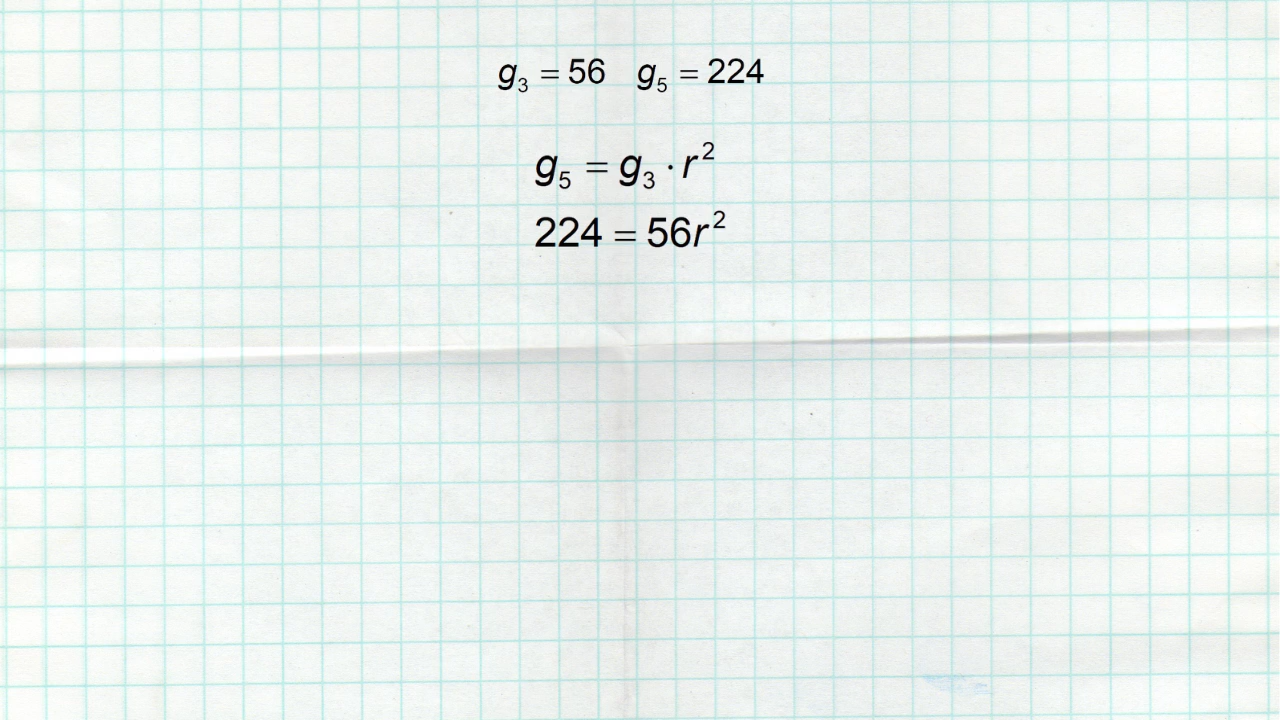 g₃ = 56 g₅ = 224
g₅ = g₃ · r²
224 = 56r²